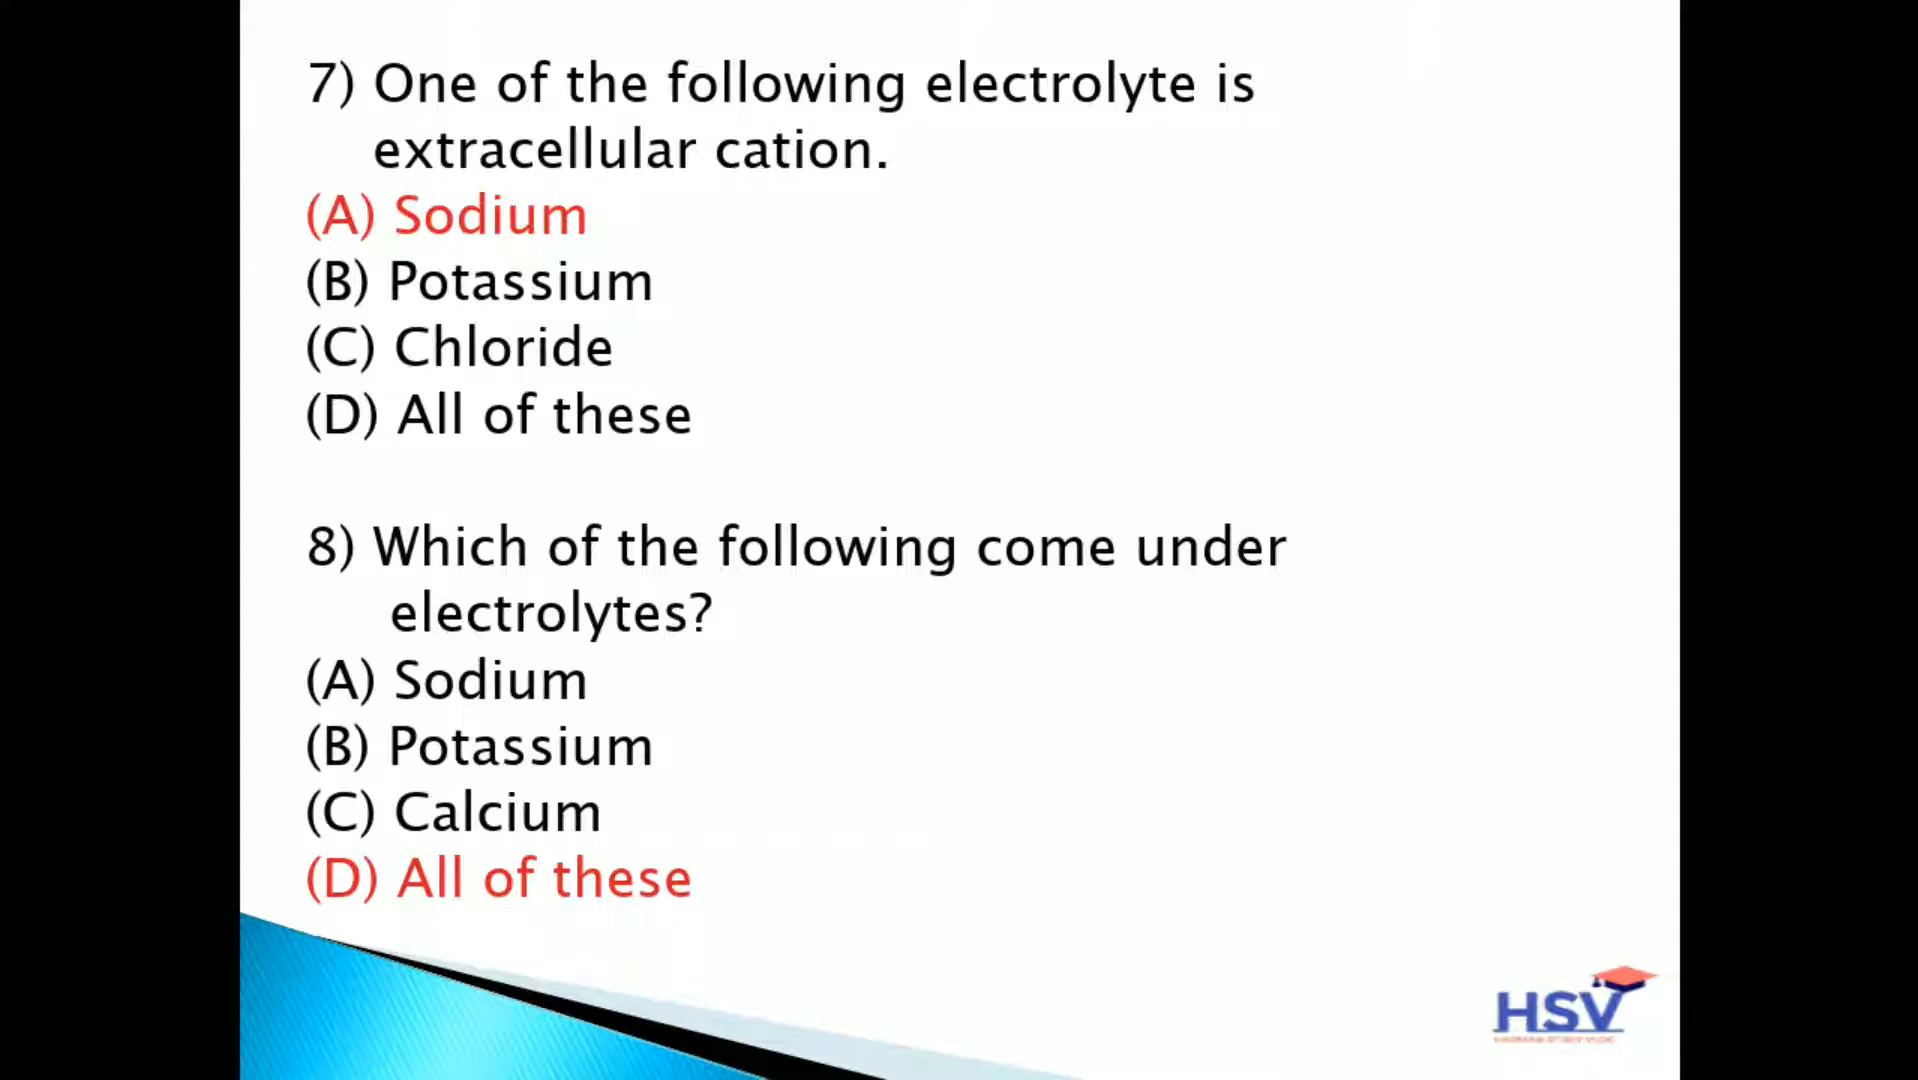 7) One of the following electrolyte is
extracellular cation.
(A) Sodium
(B) Potassium
(C) Chloride
(D) All of these
8) Which of the following come under
electrolytes?
(A) Sodium
(B) Potassium
(C) Calcium
(D) All of these
HSV